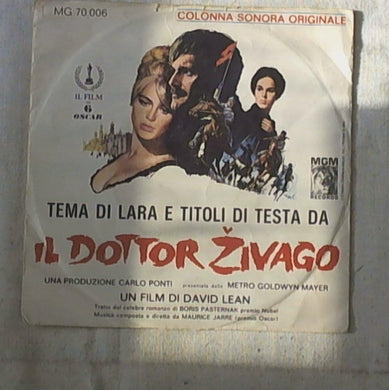 MG 70.006
COLONNA SONORA ORIGINALE
IL FILM
6
OSCAR
MGM
RECORDS
TEMA DI LARA E TITOLI DI TESTA DA
IL DOTTOR ŽIVAGO
UNA PRODUZIONE CARLO PONTI presentata dalla METRO GOLDWYN MAYER
UN FILM DI DAVID LEAN
Tratto dal celebre romanzo di BORIS PASTERNAK premio Nobel
Musica composta e diretta da MAURICE JARRE (premio Oscar)